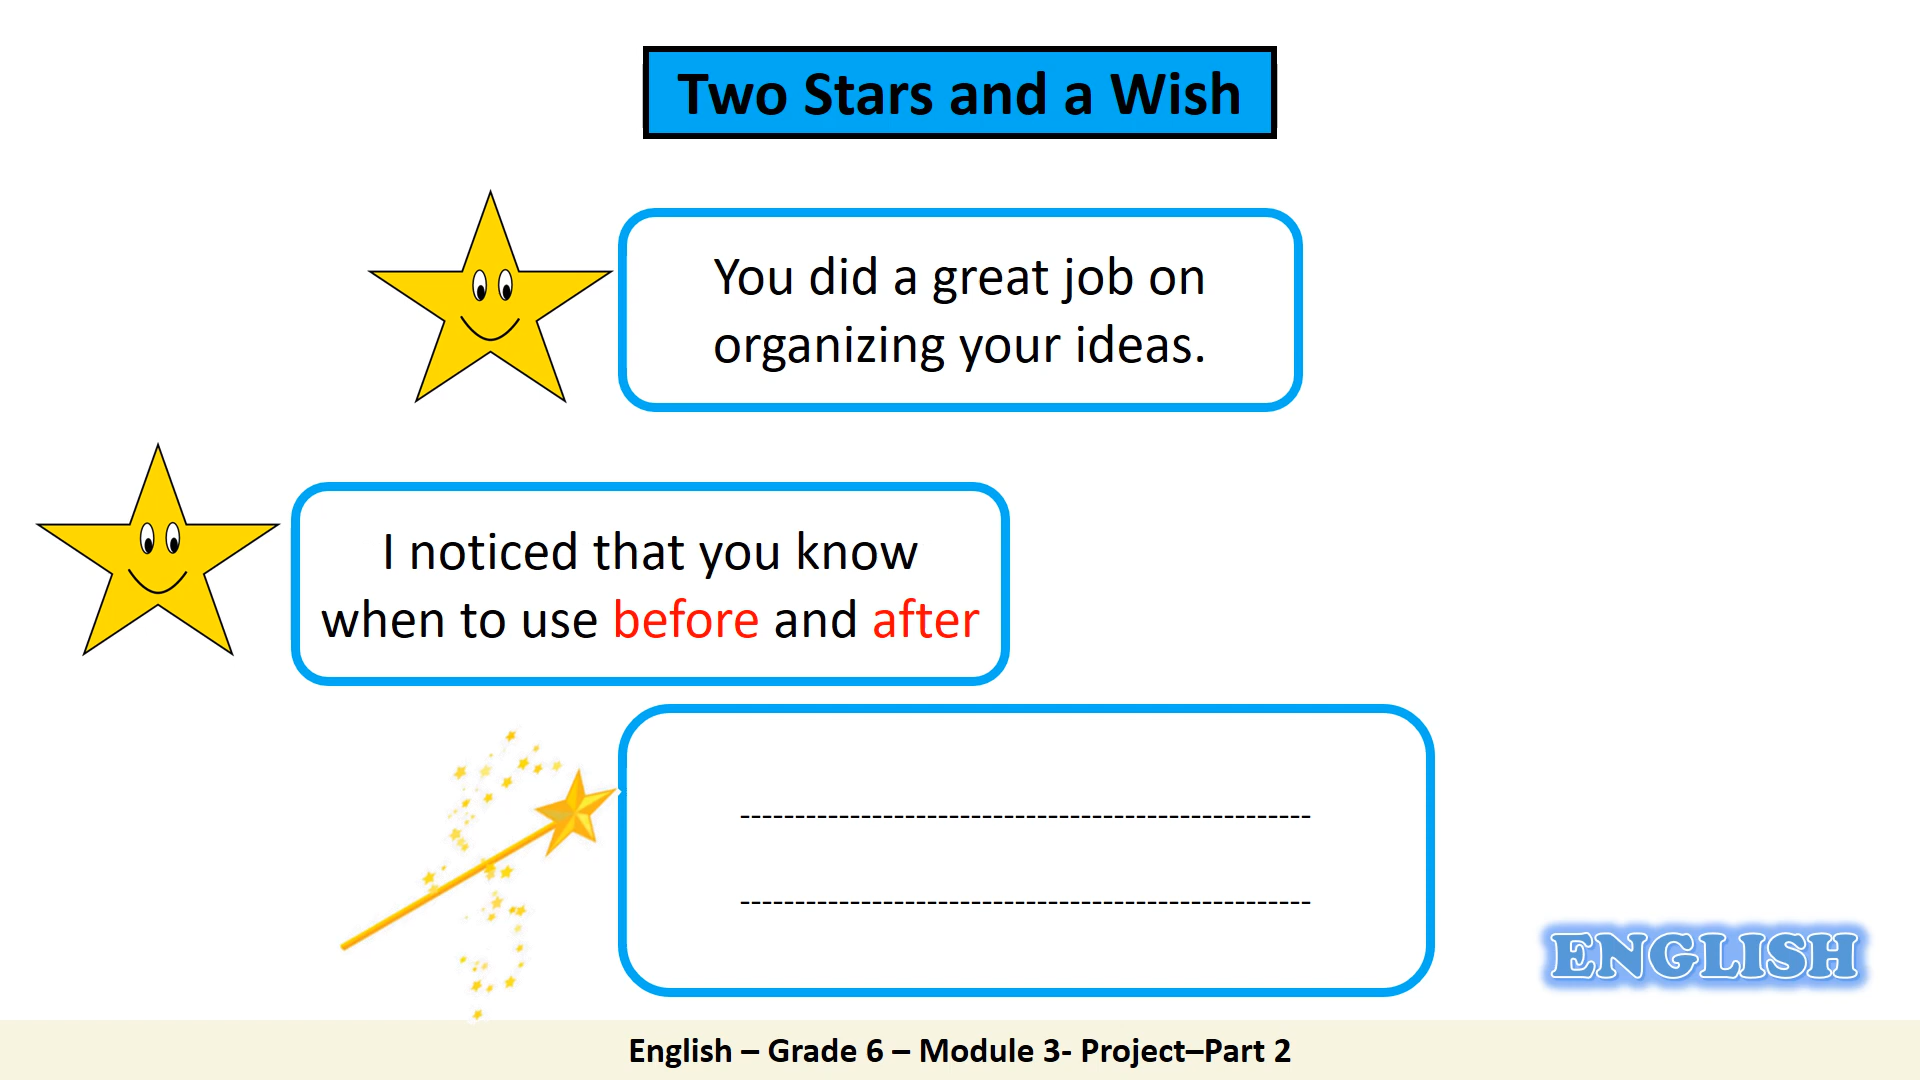 Two Stars and a Wish
You did a great job on
organizing your ideas.
I noticed that you know
when to use before and after
----------------------------------------------------
----------------------------------------------------
ENGLISH
English – Grade 6 – Module 3- Project–Part 2